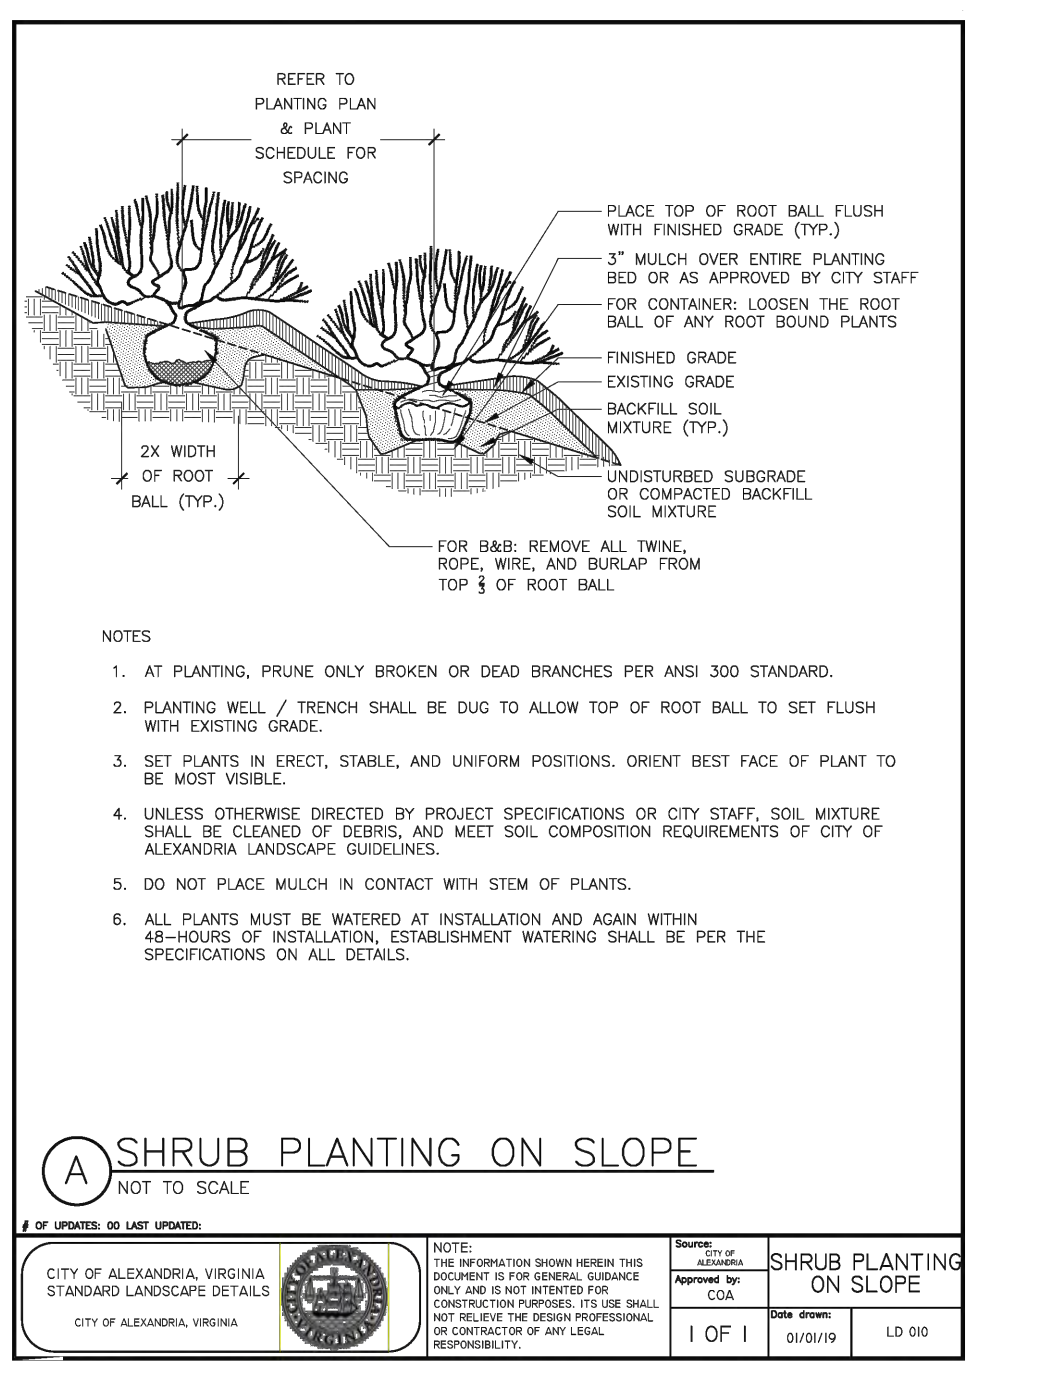 REFER TO
PLANTING PLAN
& PLANT
SCHEDULE FOR
SPACING
PLACE TOP OF ROOT BALL FLUSH
WITH FINISHED GRADE (TYP.)
3" MULCH OVER ENTIRE PLANTING
BED OR AS APPROVED BY CITY STAFF
FOR CONTAINER: LOOSEN THE ROOT
BALL OF ANY ROOT BOUND PLANTS
FINISHED GRADE
EXISTING GRADE
BACKFILL SOIL
MIXTURE (TYP.)
2X WIDTH
OF ROOT
BALL (TYP.)
UNDISTURBED SUBGRADE
OR COMPACTED BACKFILL
SOIL MIXTURE
FOR B&B: REMOVE ALL TWINE,
ROPE, WIRE, AND BURLAP FROM
TOP 2/3 OF ROOT BALL
NOTES
1. AT PLANTING, PRUNE ONLY BROKEN OR DEAD BRANCHES PER ANSI 300 STANDARD.
2. PLANTING WELL / TRENCH SHALL BE DUG TO ALLOW TOP OF ROOT BALL TO SET FLUSH
WITH EXISTING GRADE.
3. SET PLANTS IN ERECT, STABLE, AND UNIFORM POSITIONS. ORIENT BEST FACE OF PLANT TO
BE MOST VISIBLE.
4. UNLESS OTHERWISE DIRECTED BY PROJECT SPECIFICATIONS OR CITY STAFF, SOIL MIXTURE
SHALL BE CLEANED OF DEBRIS, AND MEET SOIL COMPOSITION REQUIREMENTS OF CITY OF
ALEXANDRIA LANDSCAPE GUIDELINES.
5. DO NOT PLACE MULCH IN CONTACT WITH STEM OF PLANTS.
6. ALL PLANTS MUST BE WATERED AT INSTALLATION AND AGAIN WITHIN
48-HOURS OF INSTALLATION, ESTABLISHMENT WATERING SHALL BE PER THE
SPECIFICATIONS ON ALL DETAILS.
A
SHRUB PLANTING ON SLOPE
NOT TO SCALE
# OF UPDATES: 00 LAST UPDATED:
CITY OF ALEXANDRIA, VIRGINIA
STANDARD LANDSCAPE DETAILS
CITY OF ALEXANDRIA, VIRGINIA
CITY OF ALEXANDRIA
VIRGINIA
NOTE:
THE INFORMATION SHOWN HEREIN THIS
DOCUMENT IS FOR GENERAL GUIDANCE
ONLY AND IS NOT INTENTED FOR
CONSTRUCTION PURPOSES. ITS USE SHALL
NOT RELIEVE THE DESIGN PROFESSIONAL
OR CONTRACTOR OF ANY LEGAL
RESPONSIBILITY.
Source:
CITY OF
ALEXANDRIA
Approved by:
COA
1 OF 1
SHRUB PLANTING
ON SLOPE
Date drawn:
01/01/19
LD 010